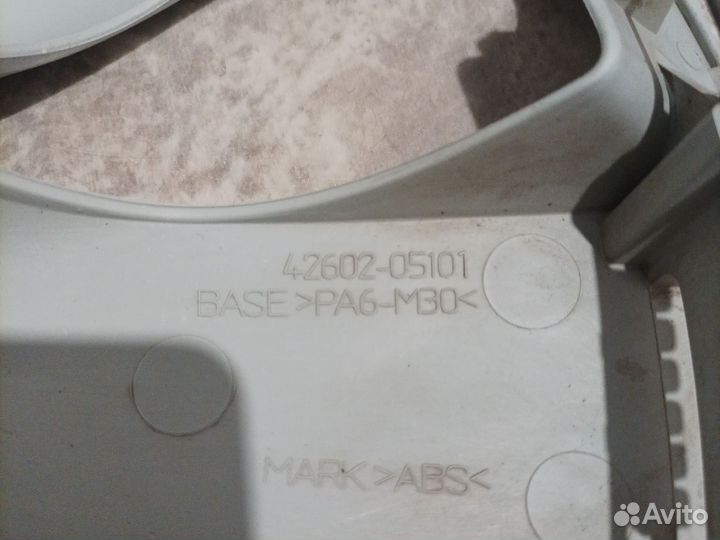 42602-05101
BASE >PA6-M30<
MARK >ABS<
Avito